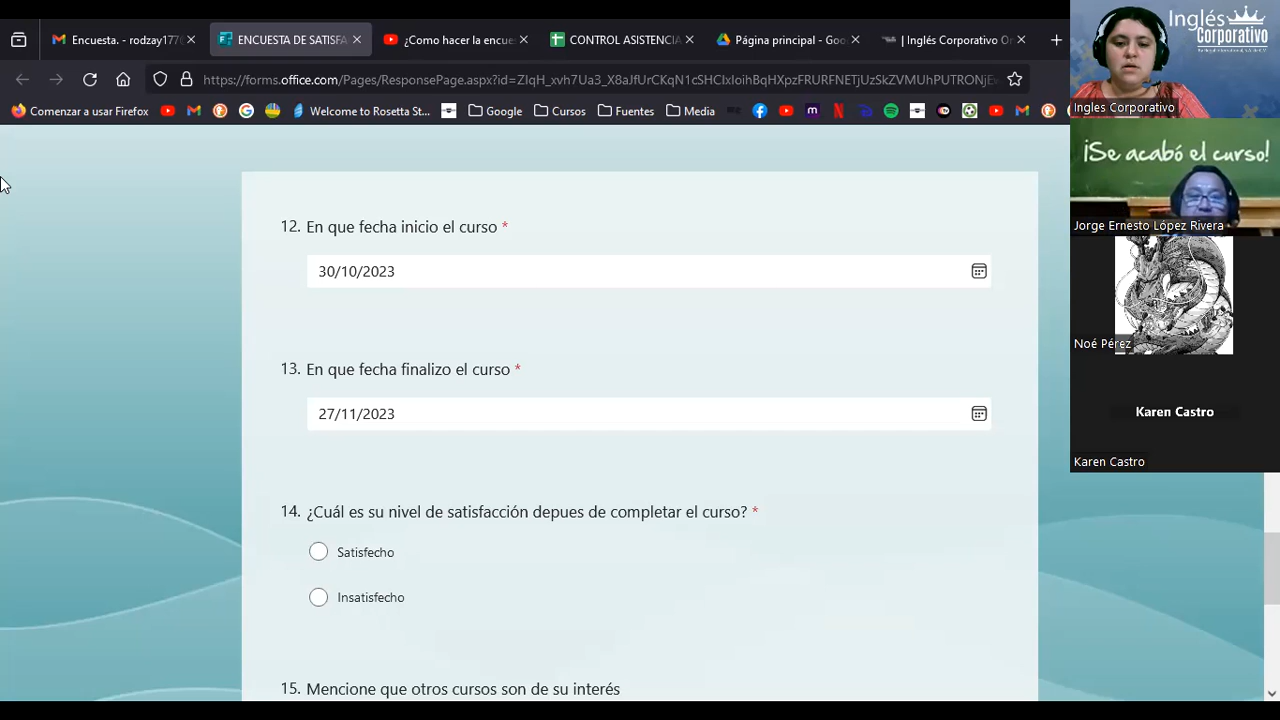 Encuesta. - rodzay177
ENCUESTA DE SATISFA
¿Como hacer la encue
CONTROL ASISTENCIA
Página principal - Goo
| Inglés Corporativo On
https://forms.office.com/Pages/ResponsePage.aspx?id=
Comenzar a usar Firefox
Welcome to Rosetta St...
Google
Cursos
Fuentes
Media
12. En que fecha inicio el curso *
30/10/2023
13. En que fecha finalizo el curso *
27/11/2023
14. ¿Cuál es su nivel de satisfacción depues de completar el curso? *
Satisfecho
Insatisfecho
15. Mencione que otros cursos son de su interés
Inglés
Corporativo
Ingles Corporativo
¡Se acabó el curso!
Jorge Ernesto López Rivera
Noé Pérez
Karen Castro
Karen Castro